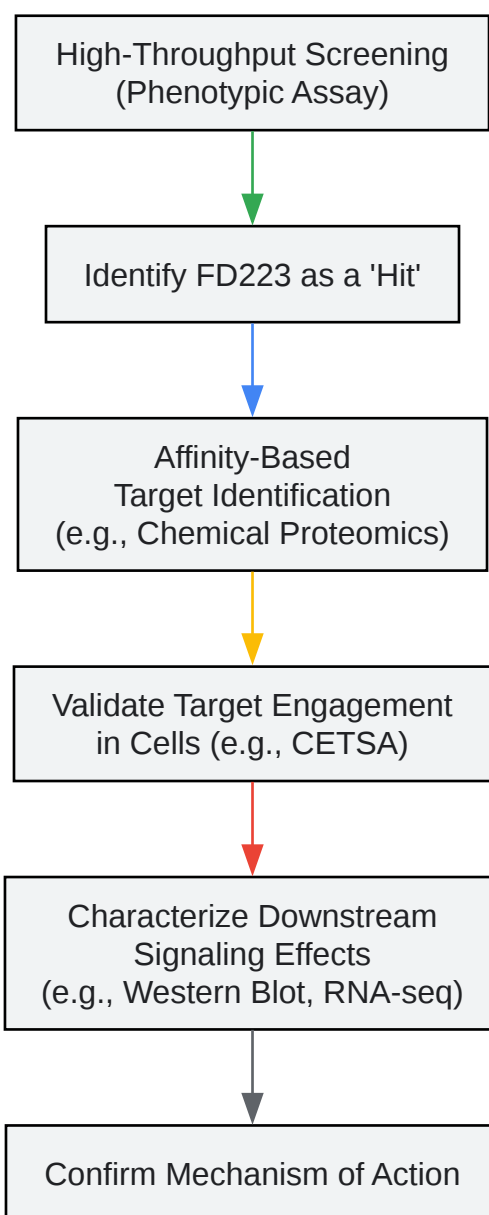 High-Throughput Screening
(Phenotypic Assay)
Identify FD223 as a 'Hit'
Affinity-Based
Target Identification
(e.g., Chemical Proteomics)
Validate Target Engagement
in Cells (e.g., CETSA)
Characterize Downstream
Signaling Effects
(e.g., Western Blot, RNA-seq)
Confirm Mechanism of Action